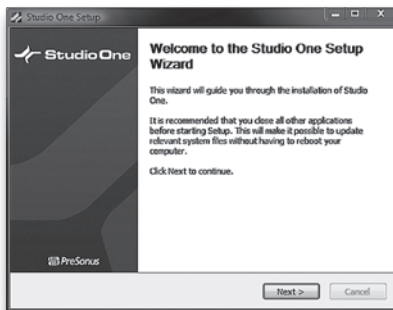 Studio One Setup
Studio One
Welcome to the Studio One Setup
Wizard
This wizard will guide you through the installation of Studio
One.
It is recommended that you close all other applications
before starting Setup. This will make it possible to update
relevant system files without having to reboot your
computer.
Click Next to continue.
PreSonus
Next >
Cancel